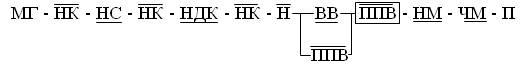 МГ - НК - НС - НК - НДК - НК - Н ВВ ППВ - НМ - ЧМ - П
ППВ